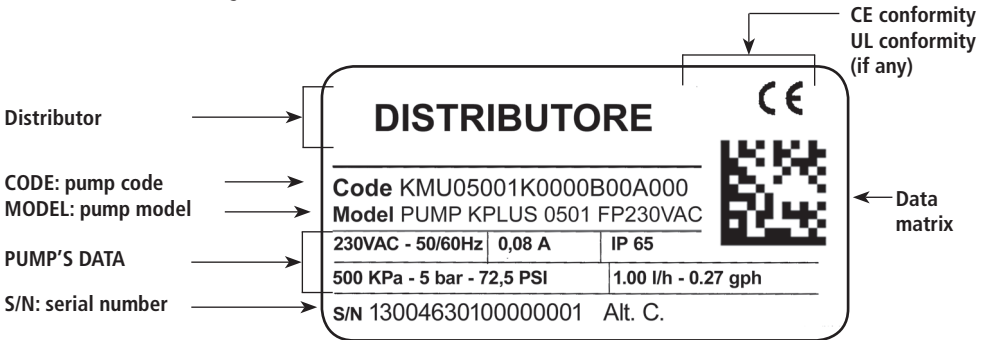 CE conformity
UL conformity
(if any)
Distributor
DISTRIBUTORE
CE
CODE: pump code
MODEL: pump model
Code KMU05001K0000B00A000
Model PUMP KPLUS 0501 FP230VAC
Data
matrix
PUMP'S DATA
230VAC - 50/60Hz 0,08 A IP 65
500 KPa - 5 bar - 72,5 PSI 1.00 l/h - 0.27 gph
S/N: serial number
S/N 13004630100000001 Alt. C.